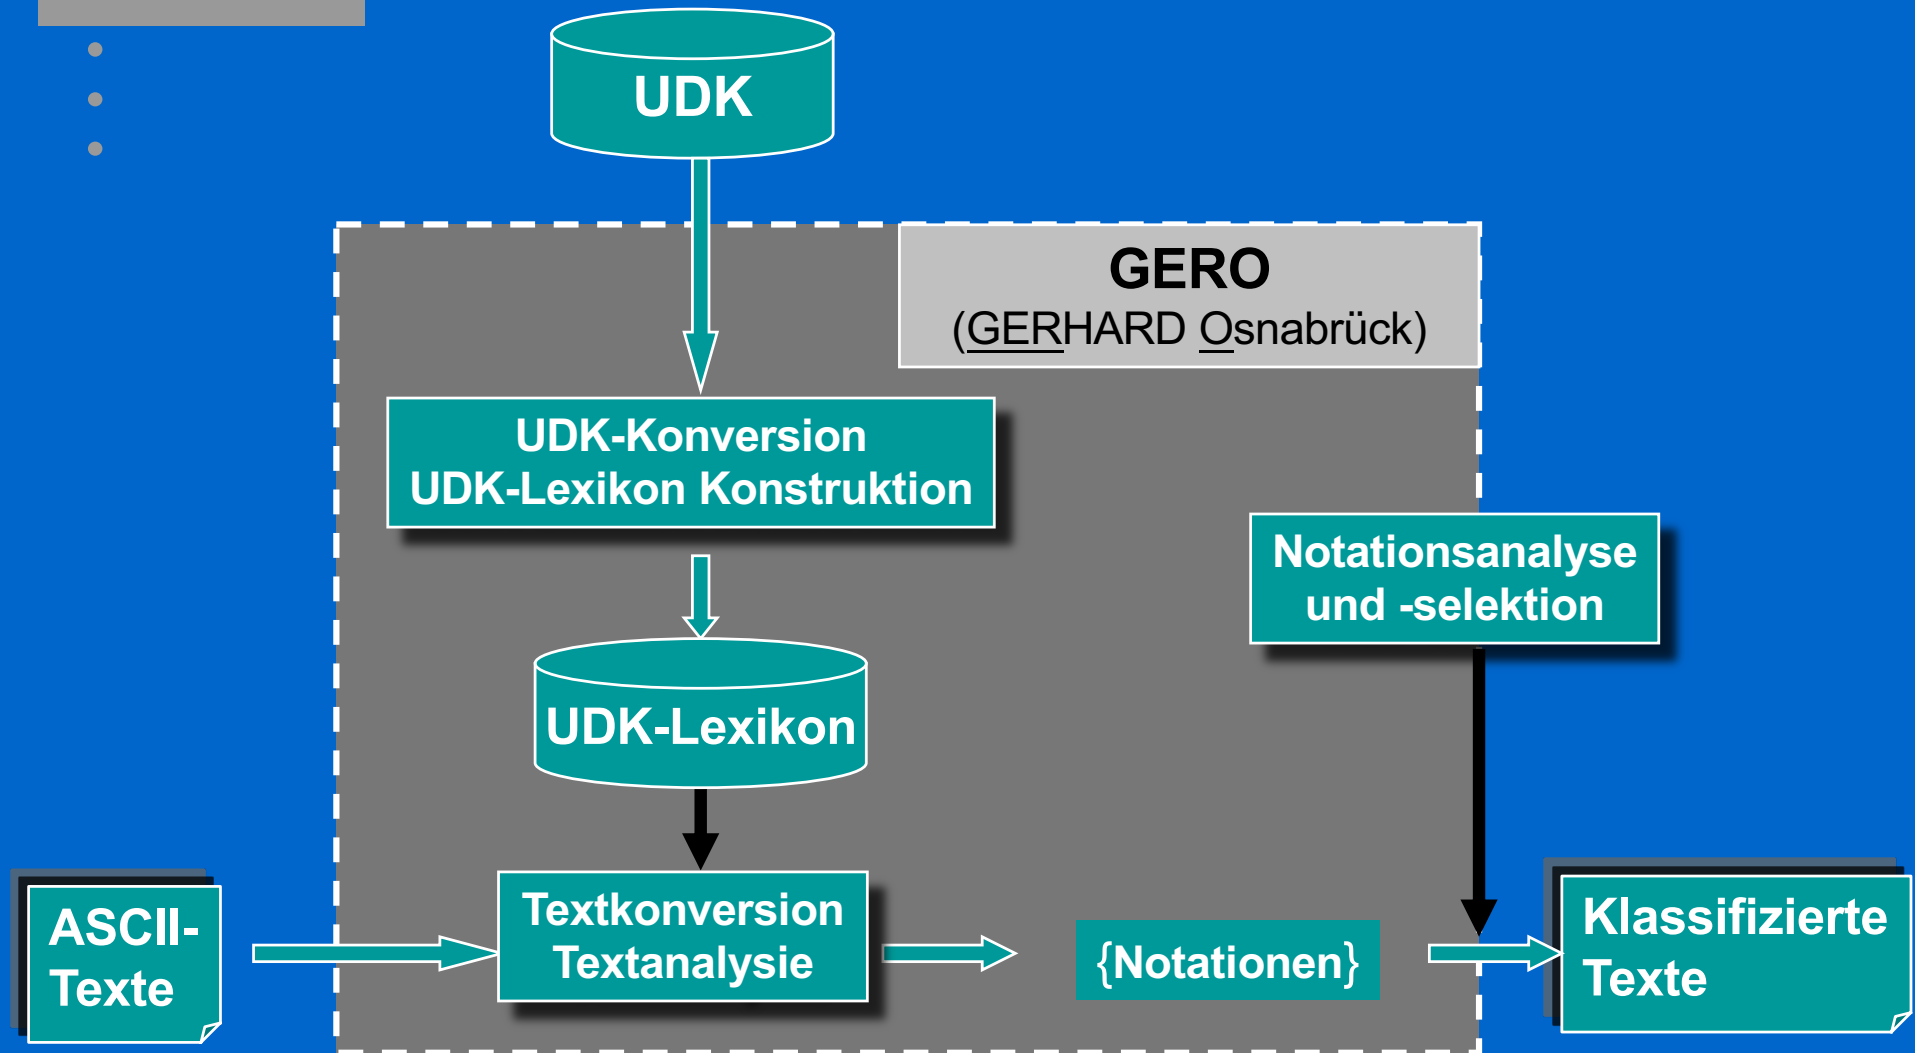 UDK
GERO
(GERHARD Osnabrück)
UDK-Konversion
UDK-Lexikon Konstruktion
Notationsanalyse
und -selektion
UDK-Lexikon
ASCII-
Texte
Textkonversion
Textanalysie
{Notationen}
Klassifizierte
Texte